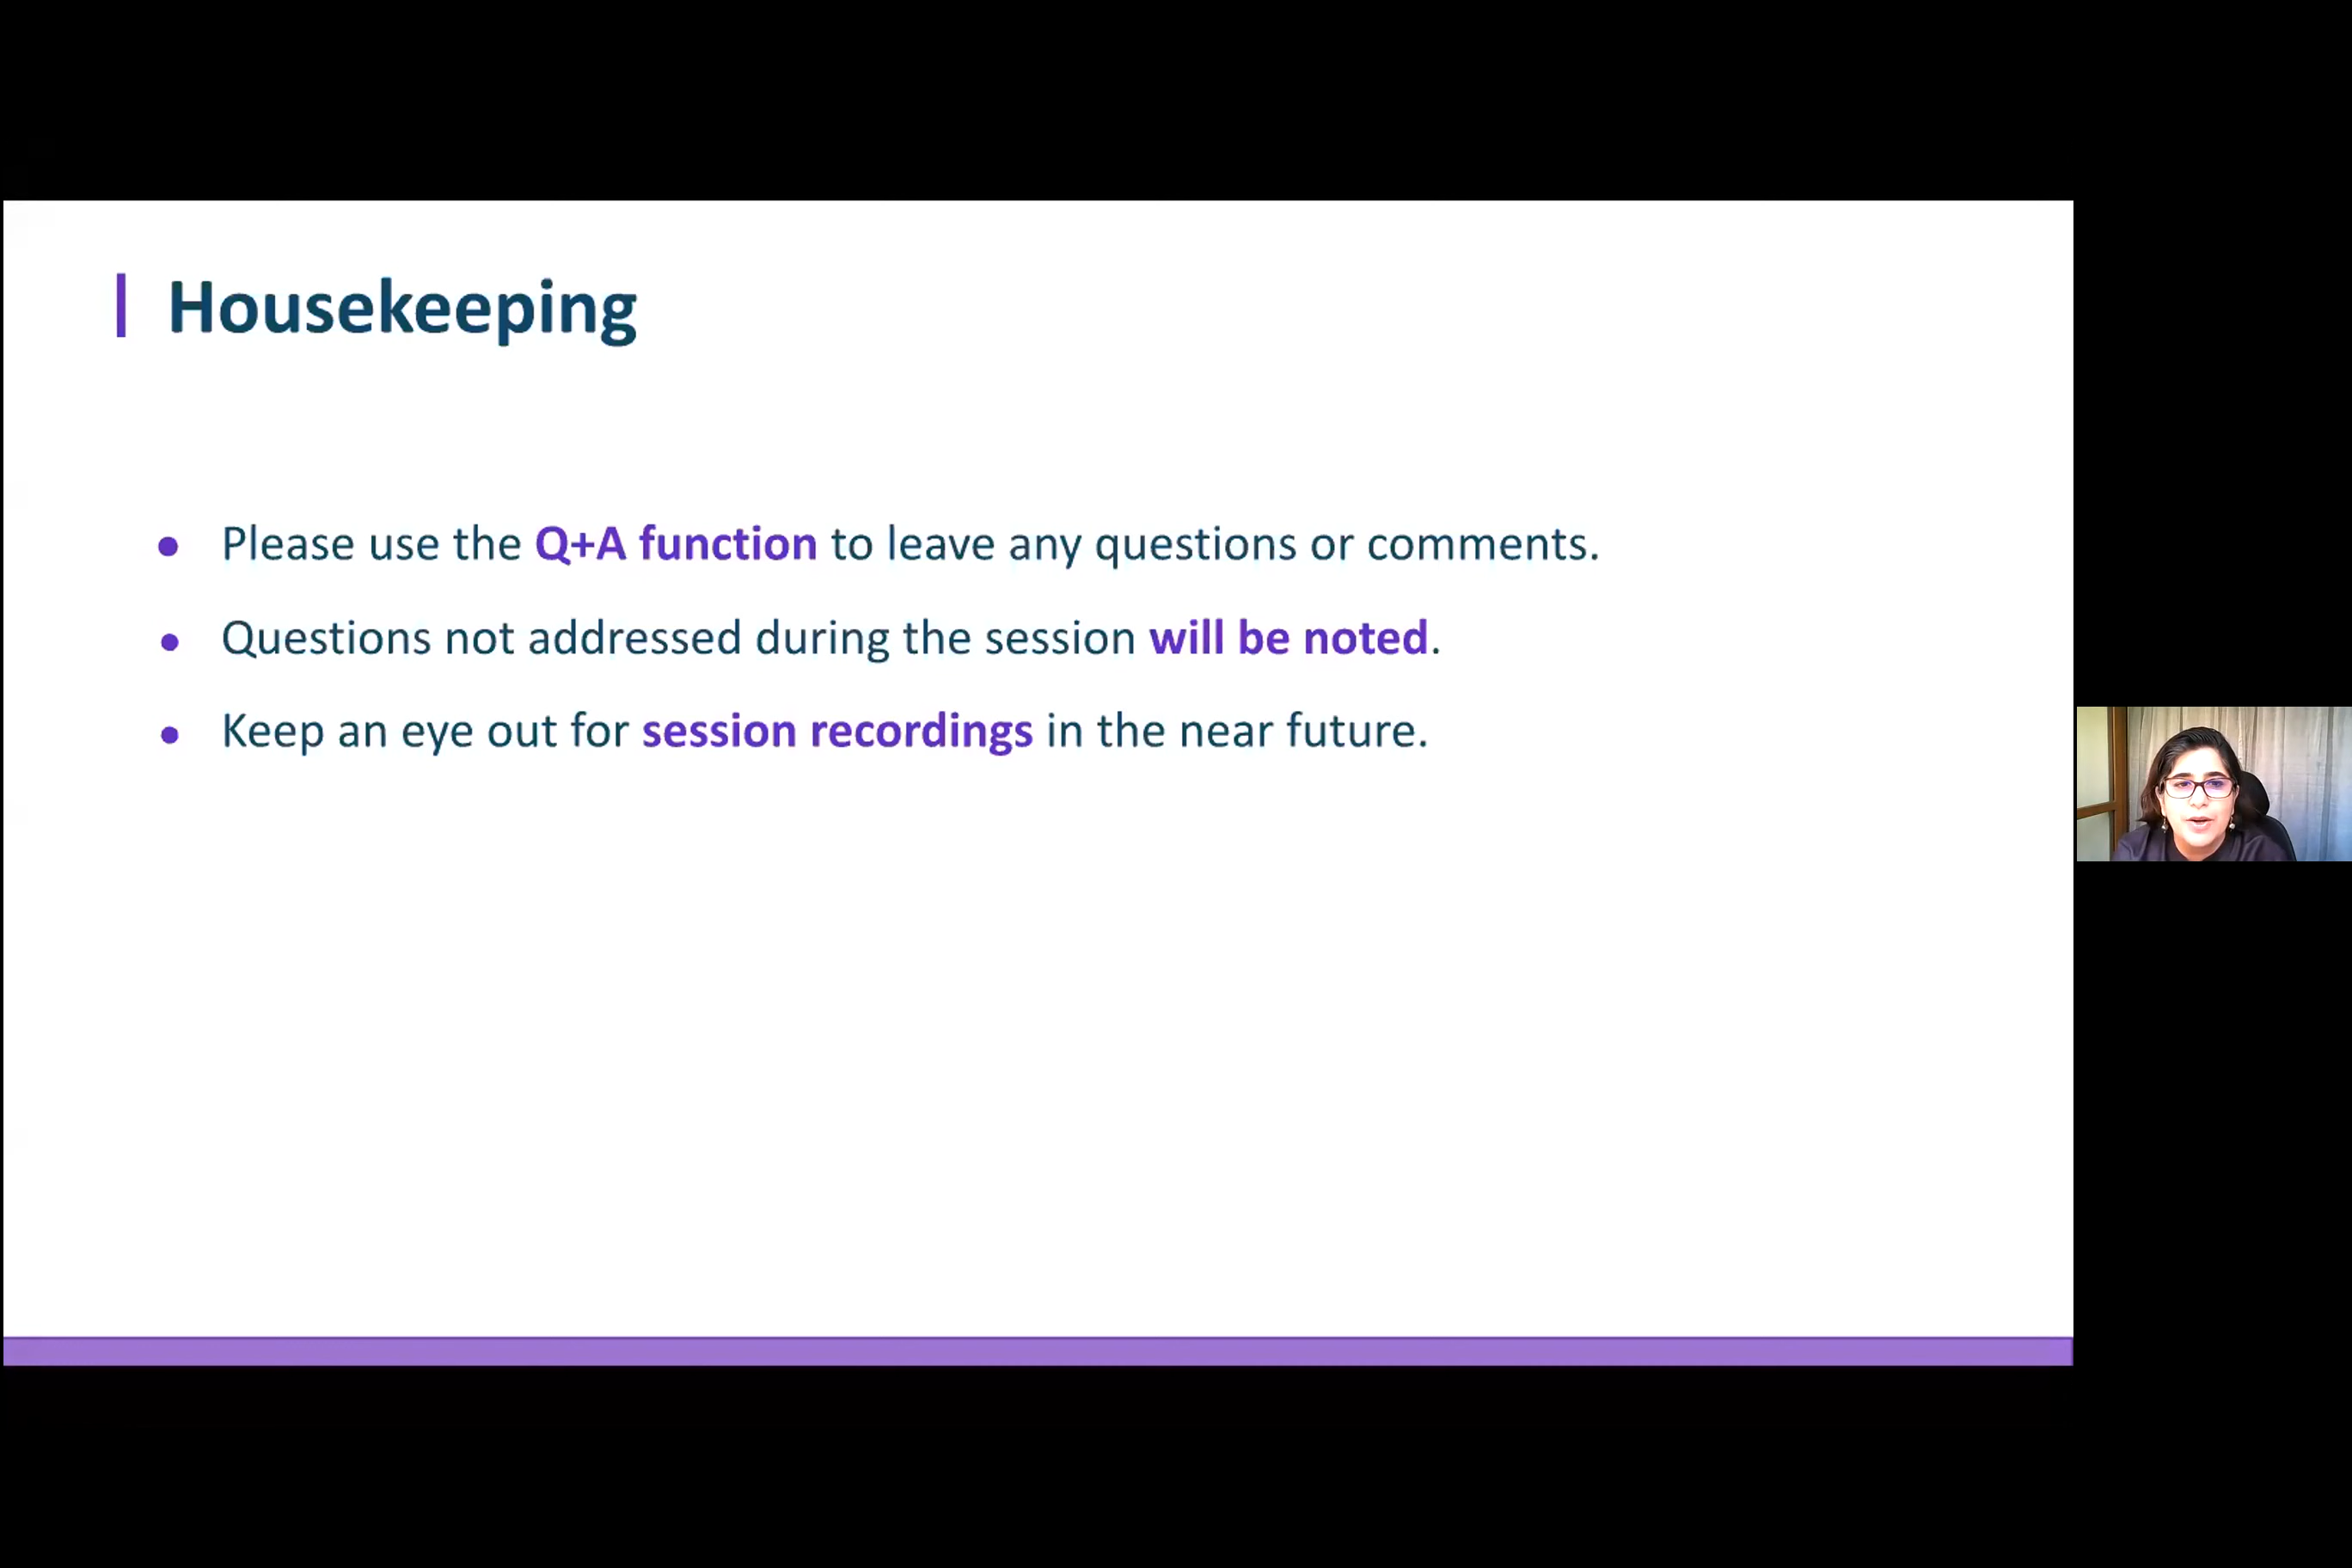 Housekeeping
Please use the Q+A function to leave any questions or comments.
Questions not addressed during the session will be noted.
Keep an eye out for session recordings in the near future.